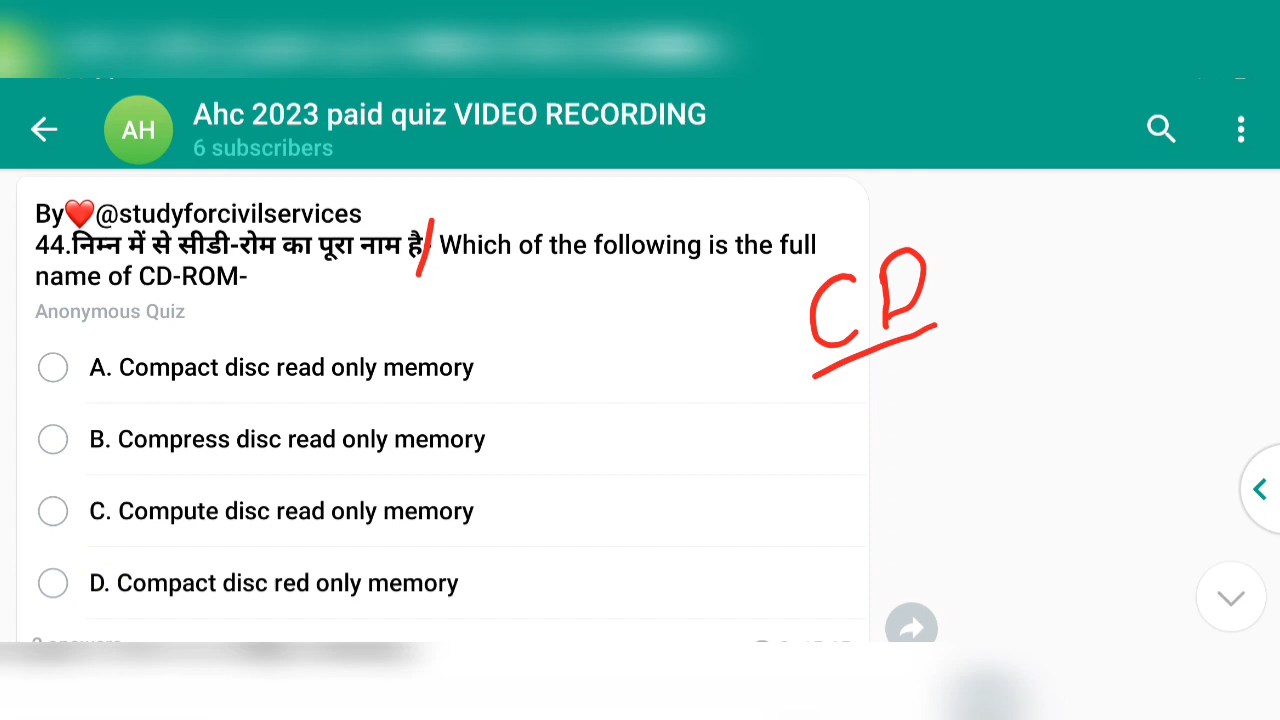 Ahc 2023 paid quiz VIDEO RECORDING
AH
6 subscribers
By❤️@studyforcivilservices
44.निम्न में से सीडी-रोम का पूरा नाम है- Which of the following is the full
name of CD-ROM-
CD
Anonymous Quiz
A. Compact disc read only memory
B. Compress disc read only memory
C. Compute disc read only memory
D. Compact disc red only memory